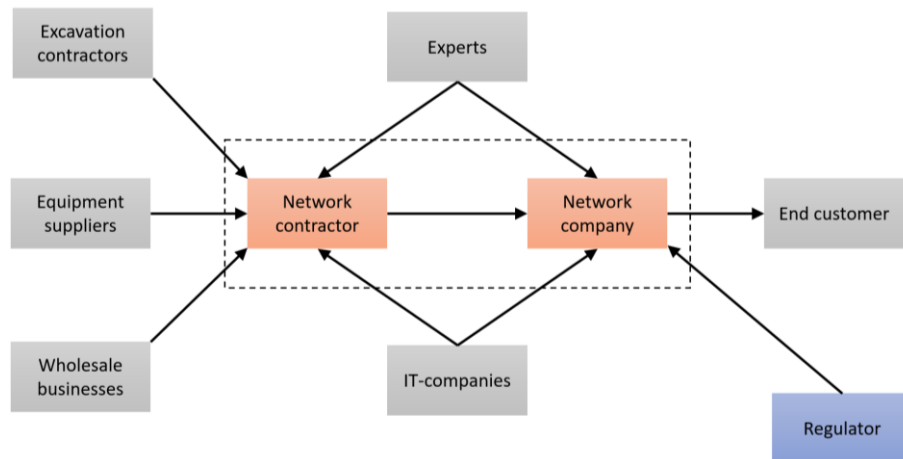 Excavation
contractors
Experts
Equipment
suppliers
Network
contractor
Network
company
End customer
Wholesale
businesses
IT-companies
Regulator